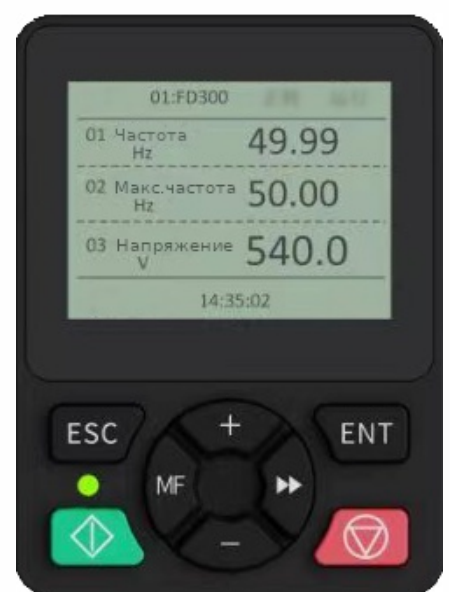 01:FD300
01 Частота 49.99
Hz
02 Макс.частота 50.00
Hz
03 Напряжение 540.0
V
14:35:02
ESC + ENT
MF
−